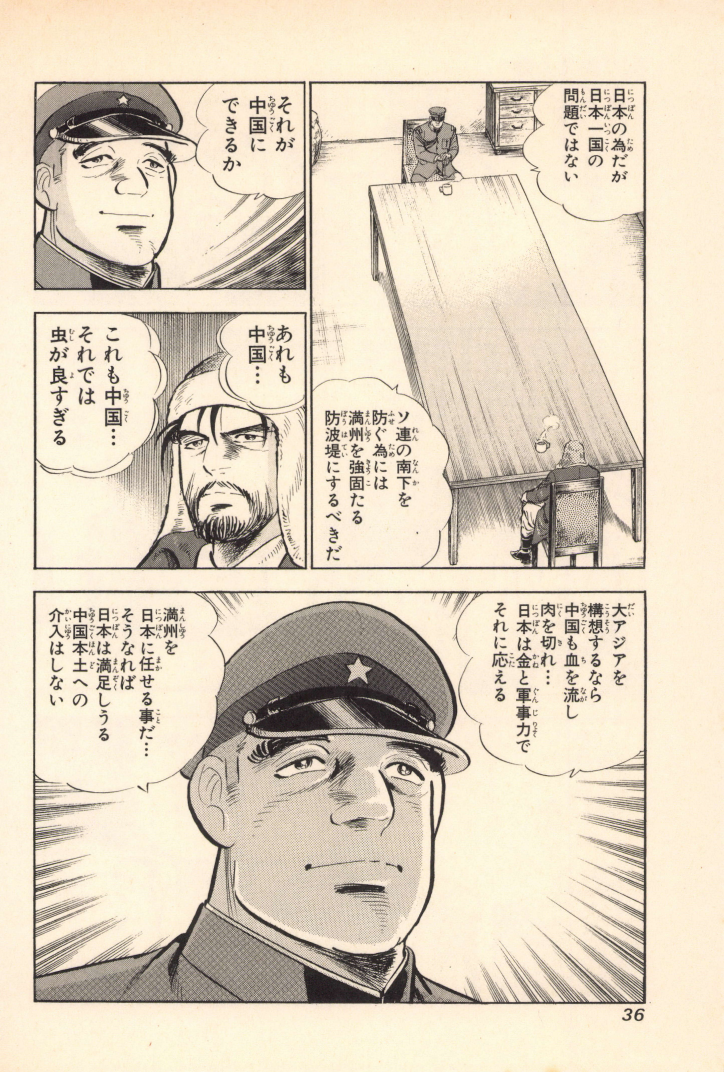 日本の為だが
日本一国の
問題ではない
ソ連の南下を
防ぐ為には
満州を強固たる
防波堤にするべきだ
それが
中国に
できるか
あれも
中国…
これも中国…
それでは
虫が良すぎる
大アジアを
構想するなら
中国も血を流し
肉を切れ…
日本は金と軍事力で
それに応える
満州を
日本に任せる事だ…
そうなれば
日本は満足しうる
中国本土への
介入はしない
36